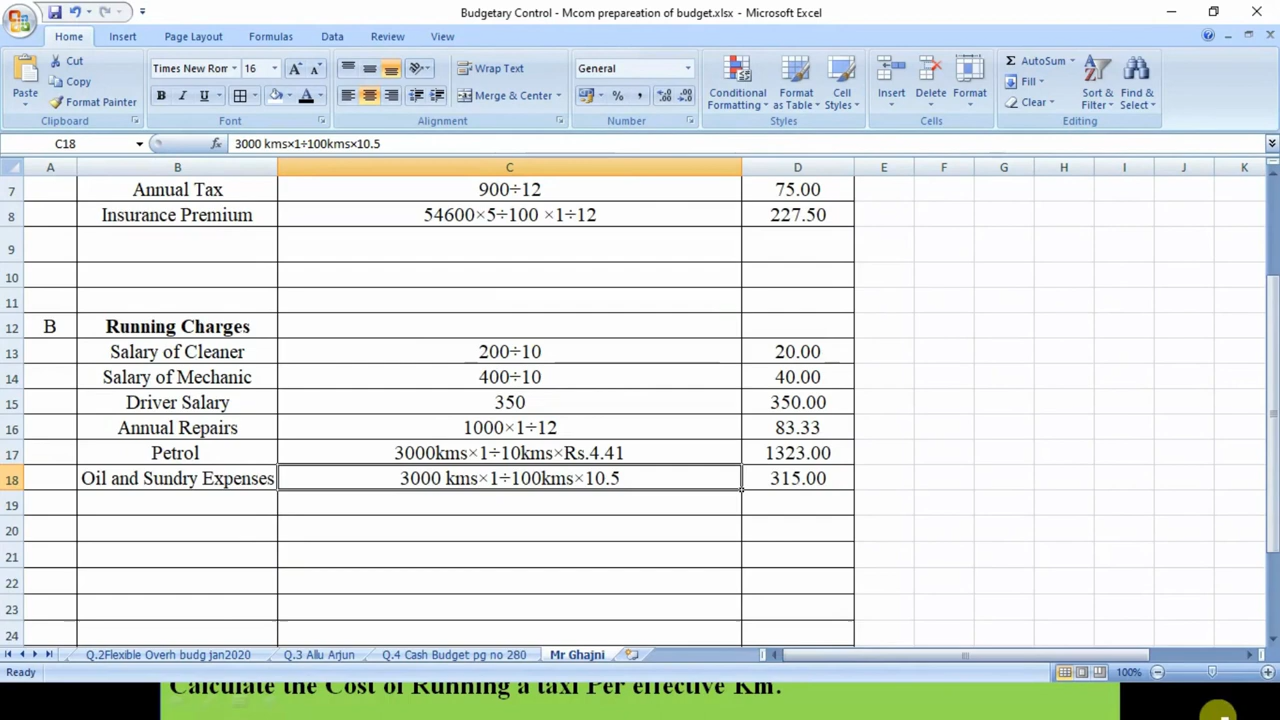 Budgetary Control - Mcom prepareation of budget.xlsx - Microsoft Excel
Home Insert Page Layout Formulas Data Review View
Paste Cut Copy Format Painter
Times New Rom 16
Wrap Text
Merge & Center
General
Conditional Formatting Format as Table Cell Styles
Insert Delete Format
Σ AutoSum Fill Clear Sort & Filter Find & Select
Clipboard Font Alignment Number Styles Cells Editing
C18 fx 3000 kms×1÷100kms×10.5
A B C D E F G H I J K
7 Annual Tax 900÷12 75.00
8 Insurance Premium 54600×5÷100 ×1÷12 227.50
9
10
11
12 B Running Charges
13 Salary of Cleaner 200÷10 20.00
14 Salary of Mechanic 400÷10 40.00
15 Driver Salary 350 350.00
16 Annual Repairs 1000×1÷12 83.33
17 Petrol 3000kms×1÷10kms×Rs.4.41 1323.00
18 Oil and Sundry Expenses 3000 kms×1÷100kms×10.5 315.00
19
20
21
22
23
24
Q.2Flexible Overh budg jan2020 Q.3 Allu Arjun Q.4 Cash Budget pg no 280 Mr Ghajni
Ready 100%
Calculate the Cost of Running a taxi Per effective Km.